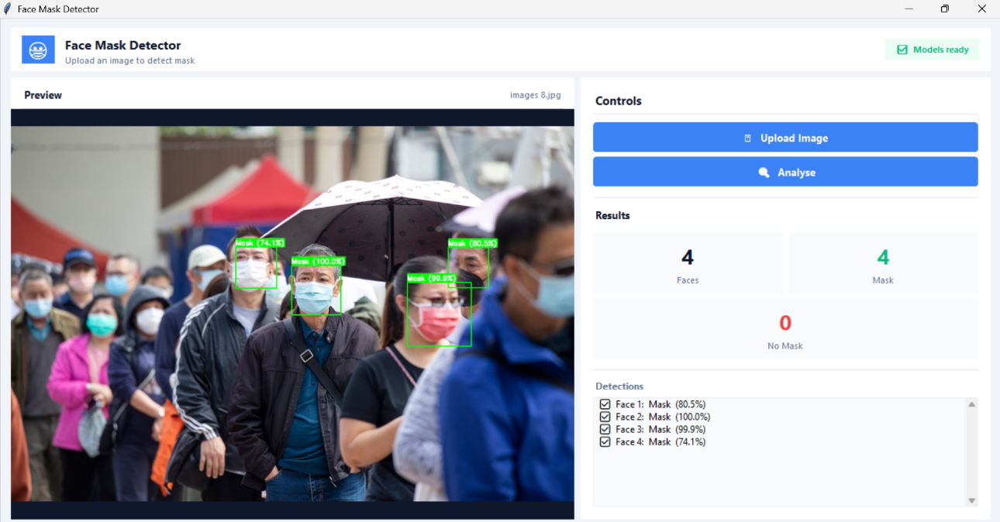 Face Mask Detector
Face Mask Detector
Upload an image to detect mask
Models ready
Preview
images 8.jpg
Mask (74.1%)
Mask (80.5%)
Mask (100.0%)
Mask (99.9%)
Controls
Upload Image
Analyse
Results
4
Faces
4
Mask
0
No Mask
Detections
Face 1: Mask (80.5%)
Face 2: Mask (100.0%)
Face 3: Mask (99.9%)
Face 4: Mask (74.1%)